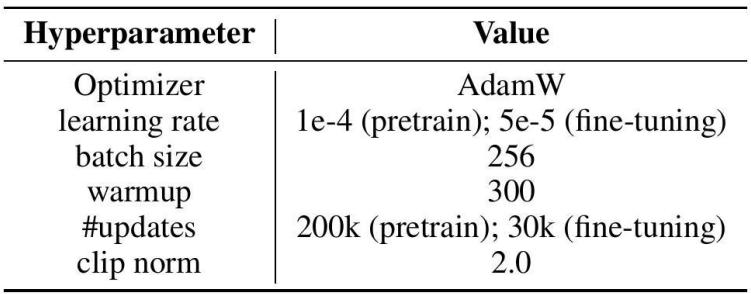 Hyperparameter Value
Optimizer AdamW
learning rate 1e-4 (pretrain); 5e-5 (fine-tuning)
batch size 256
warmup 300
#updates 200k (pretrain); 30k (fine-tuning)
clip norm 2.0